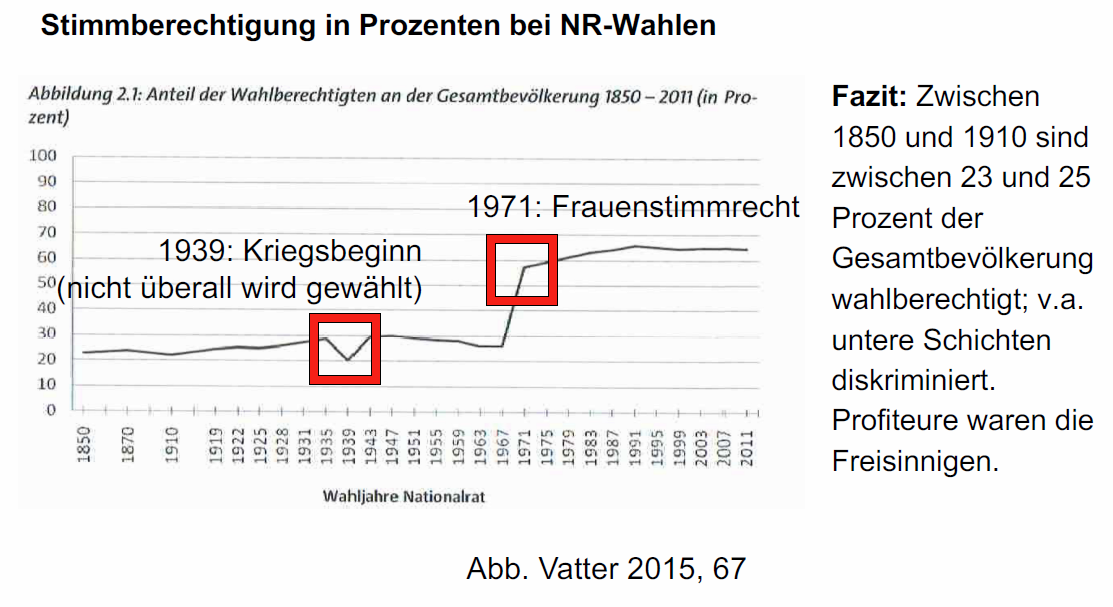 Stimmberechtigung in Prozenten bei NR-Wahlen
Abbildung 2.1: Anteil der Wahlberechtigten an der Gesamtbevölkerung 1850 – 2011 (in Pro-
zent)
100
90
80
70
60
50
40
30
20
10
0
1939: Kriegsbeginn
(nicht überall wird gewählt)
1971: Frauenstimmrecht
1850
1870
1910
1919
1922
1925
1928
1931
1935
1939
1943
1947
1951
1955
1959
1963
1967
1971
1975
1979
1983
1987
1991
1995
1999
2003
2007
2011
Wahljahre Nationalrat
Fazit: Zwischen
1850 und 1910 sind
zwischen 23 und 25
Prozent der
Gesamtbevölkerung
wahlberechtigt; v.a.
untere Schichten
diskriminiert.
Profiteure waren die
Freisinnigen.
Abb. Vatter 2015, 67